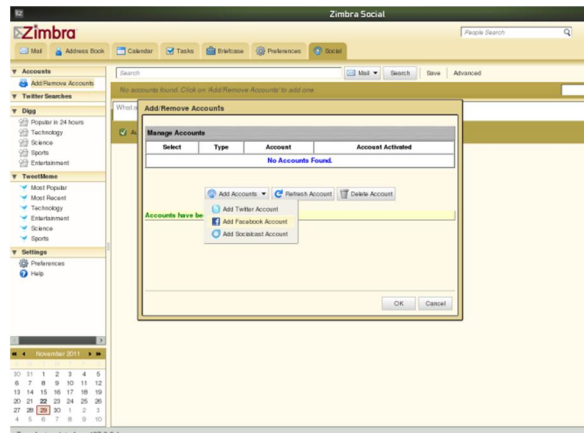 Zimbra Social
Zimbra
People Search
Mail
Address Book
Calendar
Tasks
Briefcase
Preferences
Social
Accounts
Add/Remove Accounts
Twitter Searches
Digg
Popular in 24 hours
Technology
Science
Sports
Entertainment
TweetMeme
Most Popular
Most Recent
Technology
Entertainment
Science
Sports
Settings
Preferences
Help
Search
Mail
Search
Save
Advanced
No accounts found. Click on 'Add/Remove Accounts' to add one
What a
Add/Remove Accounts
Manage Accounts
Select Type Account Account Activated
No Accounts Found.
Add Accounts
Refresh Account
Delete Account
Add Twitter Account
Add Facebook Account
Add Socialcast Account
Accounts have be
OK
Cancel
November 2011
30 31 1 2 3 4 5
6 7 8 9 10 11 12
13 14 15 16 17 18 19
20 21 22 23 24 25 26
27 28 29 30 1 2 3
4 5 6 7 8 9 10